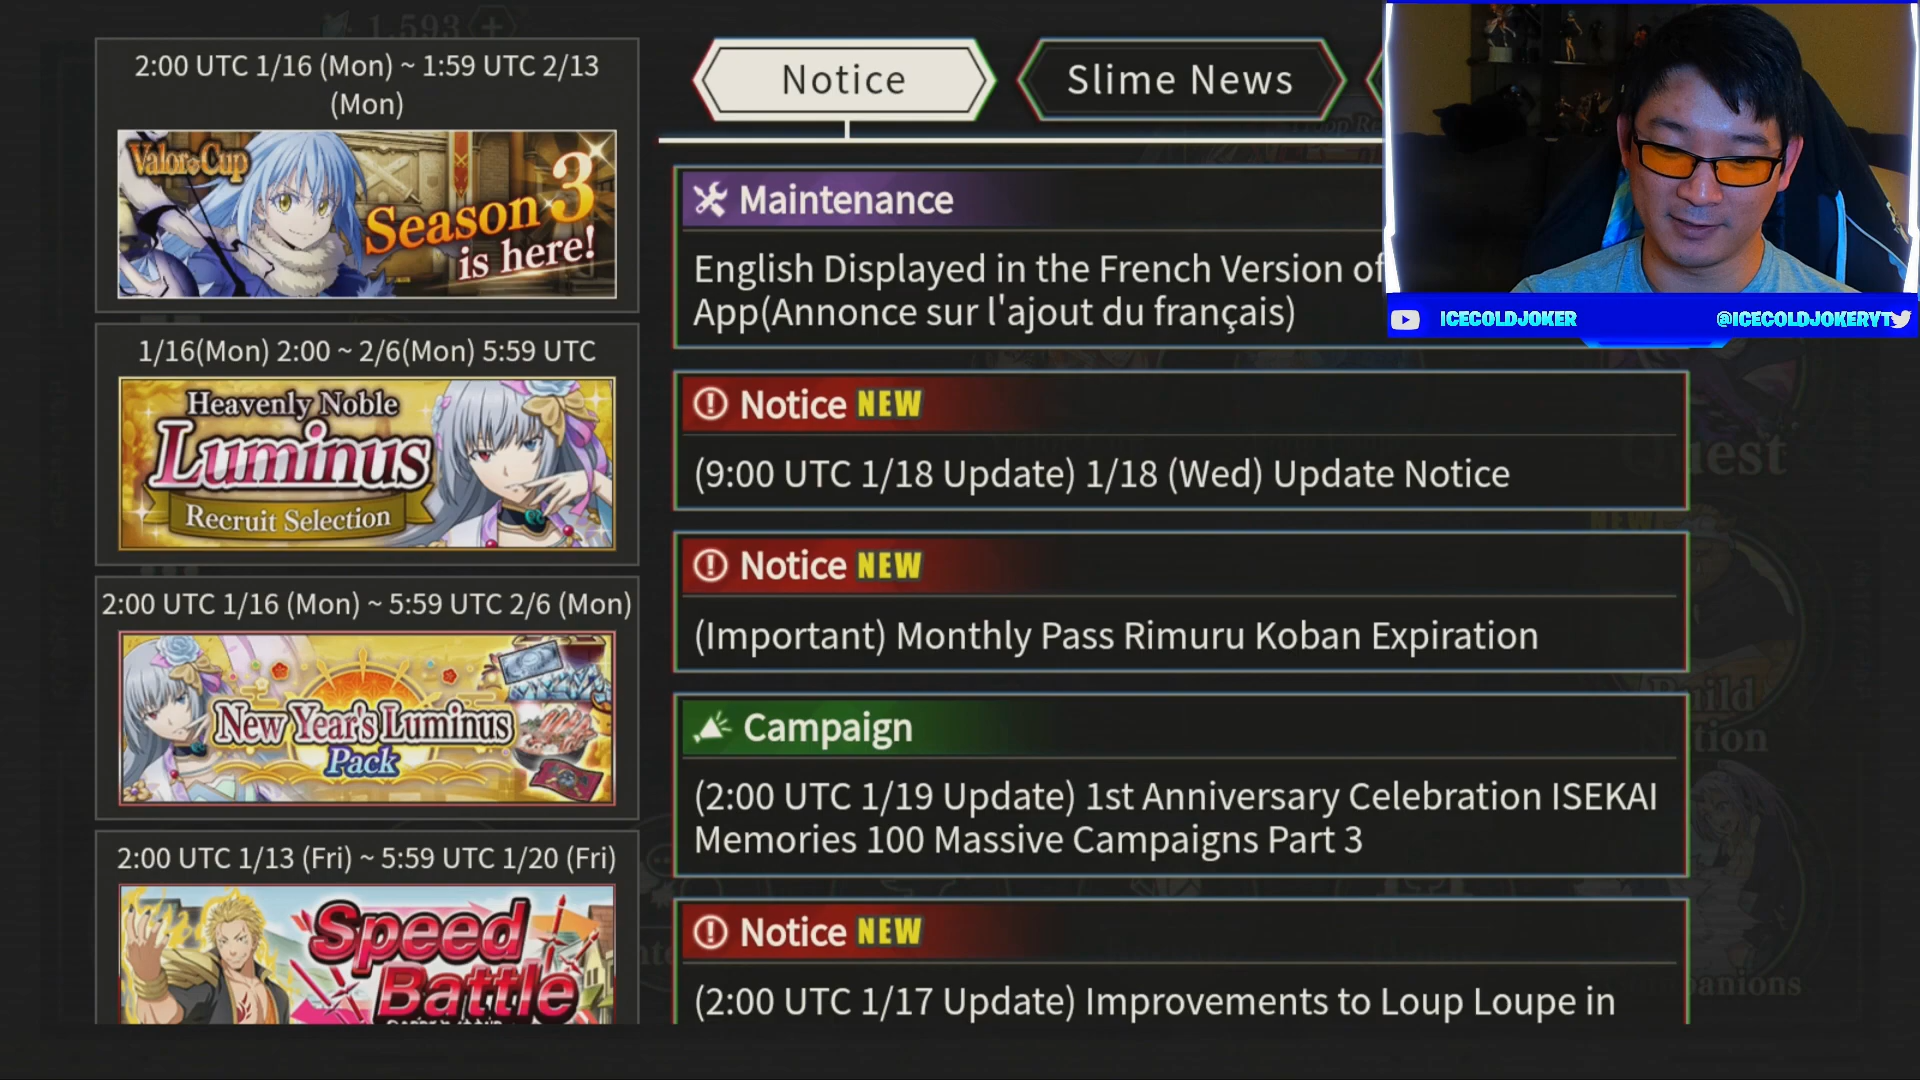 1,593
2:00 UTC 1/16 (Mon) ~ 1:59 UTC 2/13
(Mon)
Valor Cup
Season 3
is here!
1/16(Mon) 2:00 ~ 2/6(Mon) 5:59 UTC
Heavenly Noble
Luminus
Recruit Selection
2:00 UTC 1/16 (Mon) ~ 5:59 UTC 2/6 (Mon)
New Year's Luminus
Pack
2:00 UTC 1/13 (Fri) ~ 5:59 UTC 1/20 (Fri)
Speed
Battle
Notice
Slime News
Maintenance
English Displayed in the French Version of
App(Annonce sur l'ajout du français)
Notice NEW
(9:00 UTC 1/18 Update) 1/18 (Wed) Update Notice
Notice NEW
(Important) Monthly Pass Rimuru Koban Expiration
Campaign
(2:00 UTC 1/19 Update) 1st Anniversary Celebration ISEKAI
Memories 100 Massive Campaigns Part 3
Notice NEW
(2:00 UTC 1/17 Update) Improvements to Loup Loupe in
ICECOLDJOKER
@ICECOLDJOKERYT
Quest
NEW